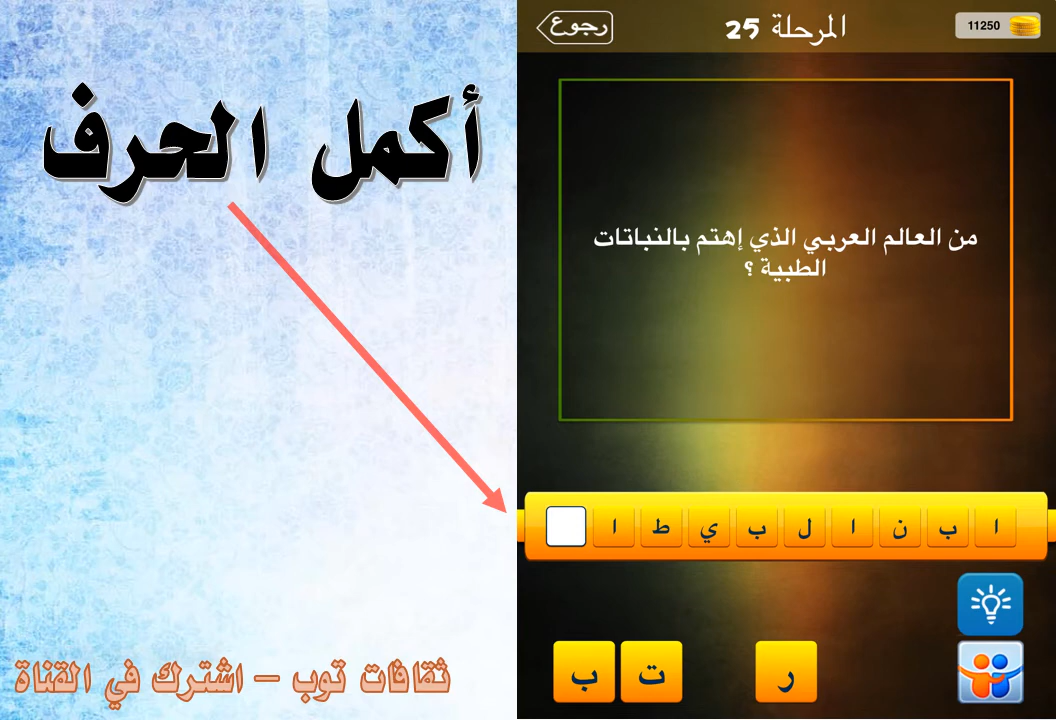 أكمل الحرف
ثقافات توب – اشترك في القناة
رجوع
المرحلة 25
11250
من العالم العربي الذي إهتم بالنباتات
الطبية ؟
ا ب ن ا ل ب ي ط ا
ر ت ب